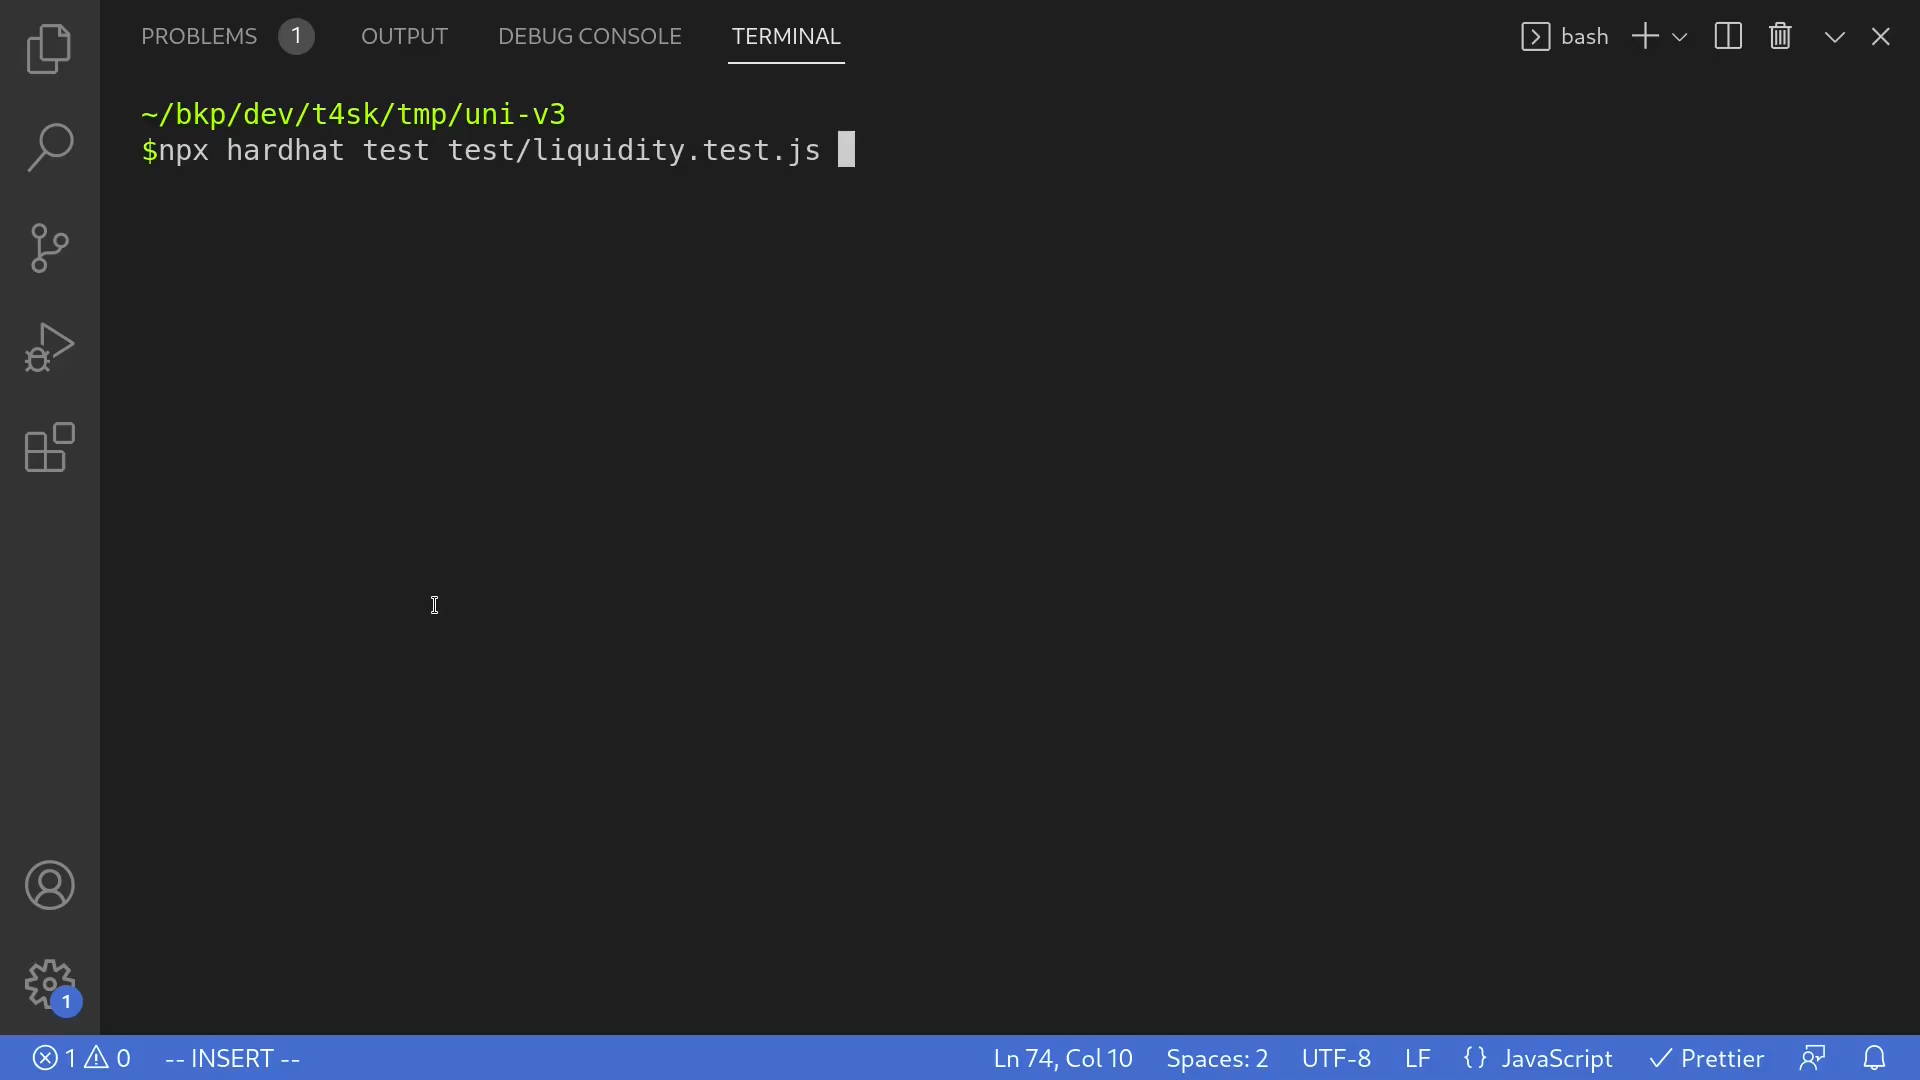 PROBLEMS 1 OUTPUT DEBUG CONSOLE TERMINAL bash
~/bkp/dev/t4sk/tmp/uni-v3
$npx hardhat test test/liquidity.test.js
1
1 0 -- INSERT -- Ln 74, Col 10 Spaces: 2 UTF-8 LF {} JavaScript Prettier